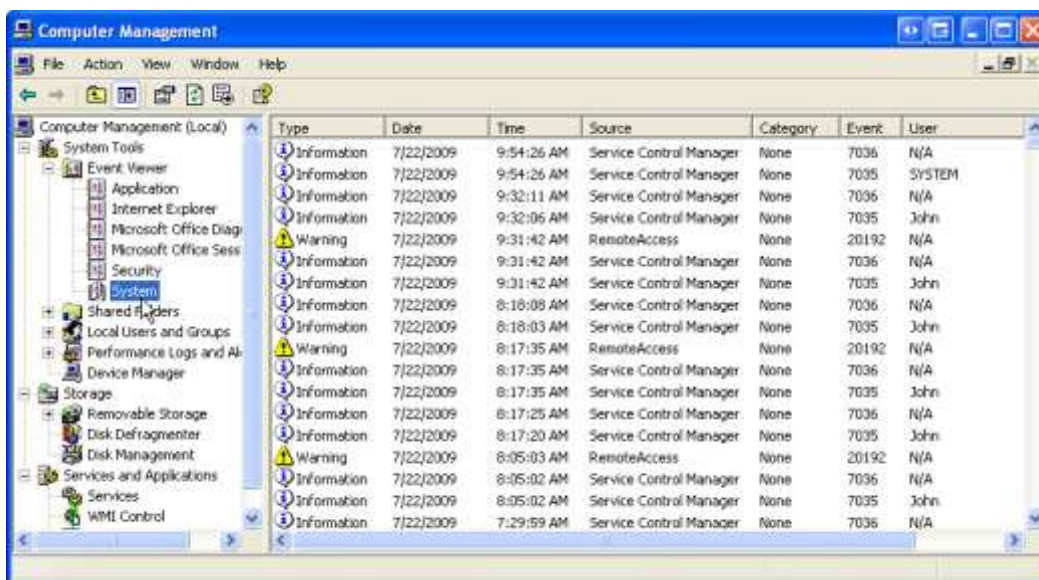 Computer Management
File Action View Window Help
Computer Management (Local)
System Tools
Event Viewer
Application
Internet Explorer
Microsoft Office Diag
Microsoft Office Sess
Security
System
Shared Folders
Local Users and Groups
Performance Logs and Al
Device Manager
Storage
Removable Storage
Disk Defragmenter
Disk Management
Services and Applications
Services
WMI Control
Type Date Time Source Category Event User
Information 7/22/2009 9:54:26 AM Service Control Manager None 7036 N/A
Information 7/22/2009 9:54:26 AM Service Control Manager None 7035 SYSTEM
Information 7/22/2009 9:32:11 AM Service Control Manager None 7036 N/A
Information 7/22/2009 9:32:06 AM Service Control Manager None 7035 John
Warning 7/22/2009 9:31:42 AM RemoteAccess None 20192 N/A
Information 7/22/2009 9:31:42 AM Service Control Manager None 7036 N/A
Information 7/22/2009 9:31:42 AM Service Control Manager None 7035 John
Information 7/22/2009 8:18:08 AM Service Control Manager None 7036 N/A
Information 7/22/2009 8:18:03 AM Service Control Manager None 7035 John
Warning 7/22/2009 8:17:35 AM RemoteAccess None 20192 N/A
Information 7/22/2009 8:17:35 AM Service Control Manager None 7036 N/A
Information 7/22/2009 8:17:35 AM Service Control Manager None 7035 John
Information 7/22/2009 8:17:25 AM Service Control Manager None 7036 N/A
Information 7/22/2009 8:17:20 AM Service Control Manager None 7035 John
Warning 7/22/2009 8:05:03 AM RemoteAccess None 20192 N/A
Information 7/22/2009 8:05:02 AM Service Control Manager None 7036 N/A
Information 7/22/2009 8:05:02 AM Service Control Manager None 7035 John
Information 7/22/2009 7:29:59 AM Service Control Manager None 7036 N/A